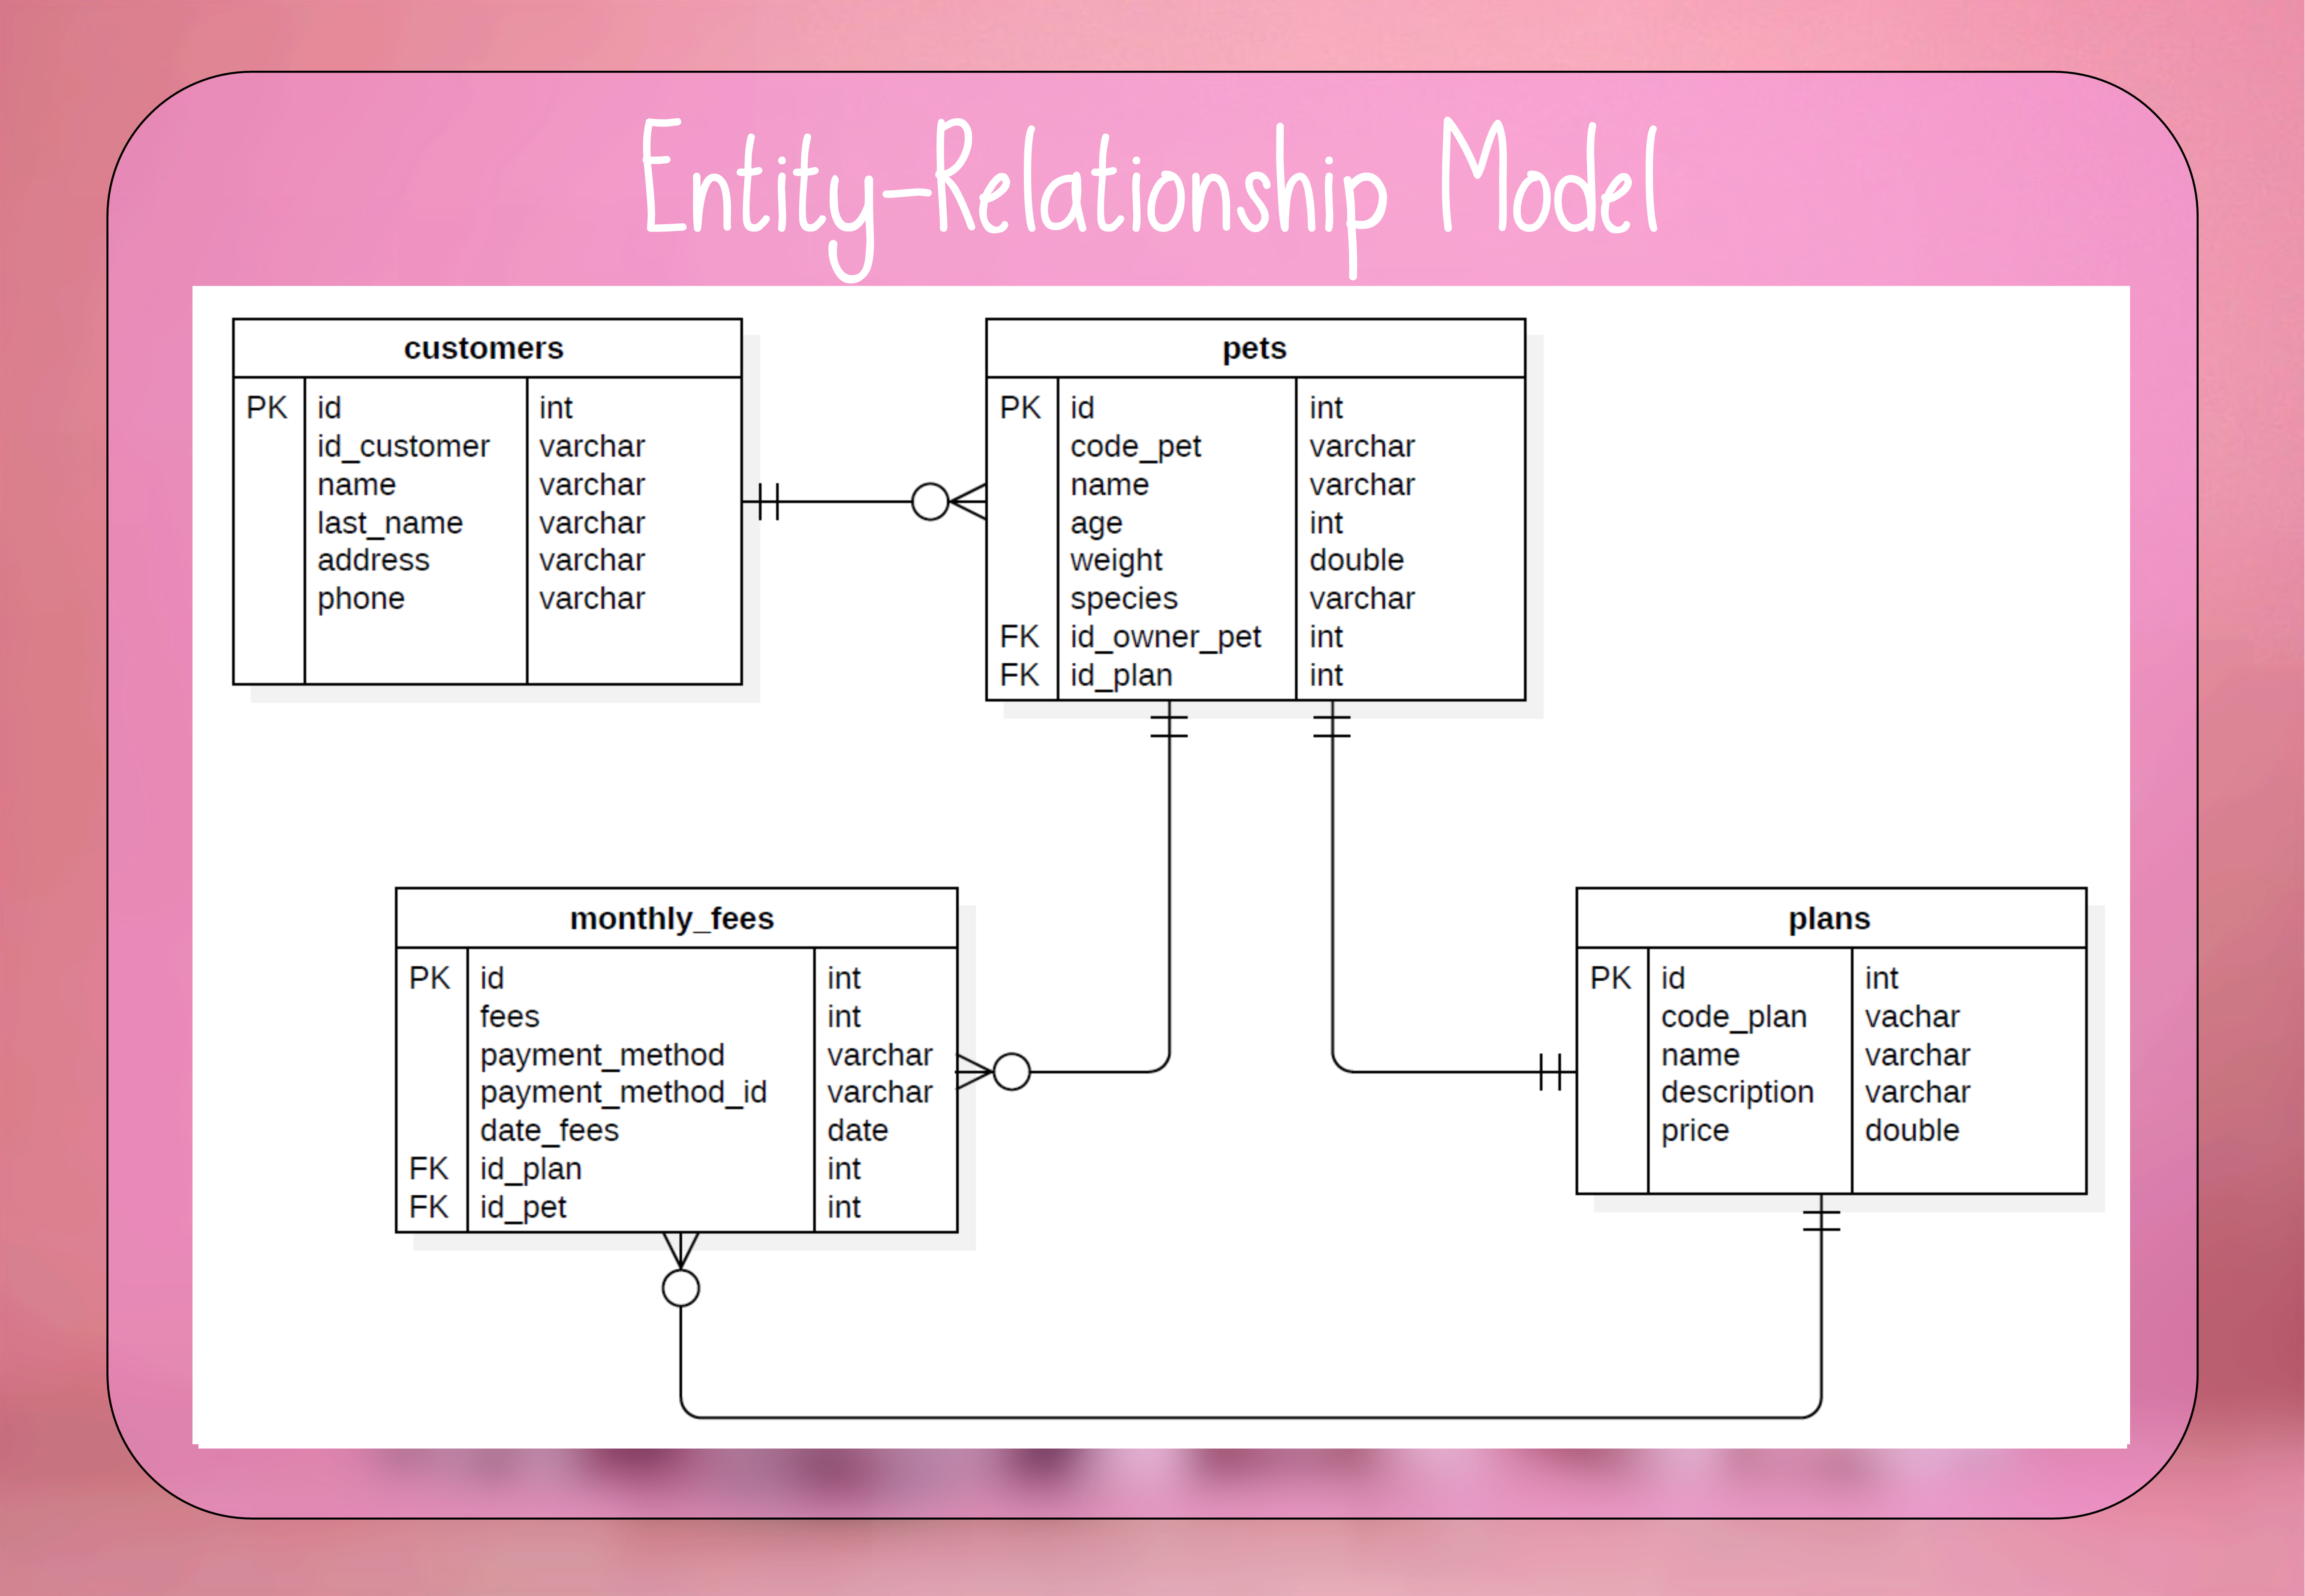 Entity-Relationship Model
customers
PK id int
id_customer varchar
name varchar
last_name varchar
address varchar
phone varchar
pets
PK id int
code_pet varchar
name varchar
age int
weight double
species varchar
FK id_owner_pet int
FK id_plan int
monthly_fees
PK id int
fees int
payment_method varchar
payment_method_id varchar
date_fees date
FK id_plan int
FK id_pet int
plans
PK id int
code_plan vachar
name varchar
description varchar
price double